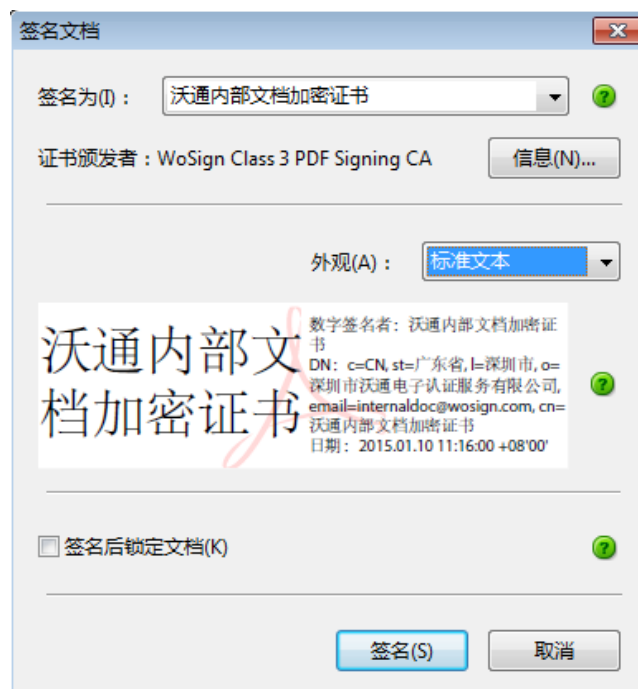 签名文档
签名为(I)：
沃通内部文档加密证书
证书颁发者：WoSign Class 3 PDF Signing CA
信息(N)...
外观(A)：
标准文本
沃通内部文
档加密证书
数字签名者：沃通内部文档加密证
书
DN：c=CN, st=广东省, l=深圳市, o=
深圳市沃通电子认证服务有限公司,
email=internaldoc@wosign.com, cn=
沃通内部文档加密证书
日期：2015.01.10 11:16:00 +08'00'
签名后锁定文档(K)
签名(S)
取消